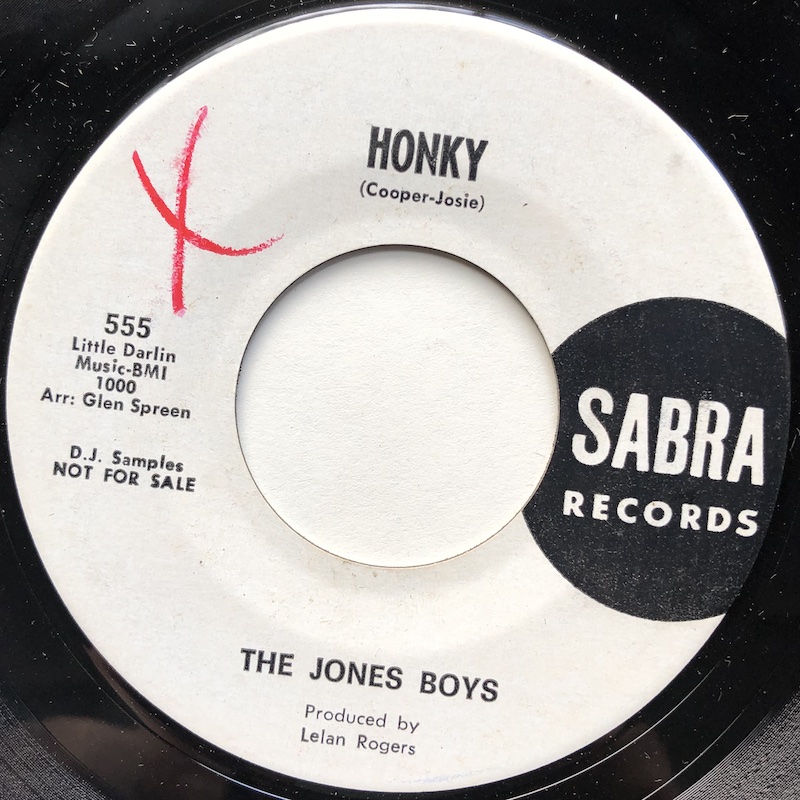 HONKY
(Cooper-Josie)
555
Little Darlin
Music-BMI
1000
Arr: Glen Spreen
D.J. Samples
NOT FOR SALE
SABRA
RECORDS
THE JONES BOYS
Produced by
Lelan Rogers